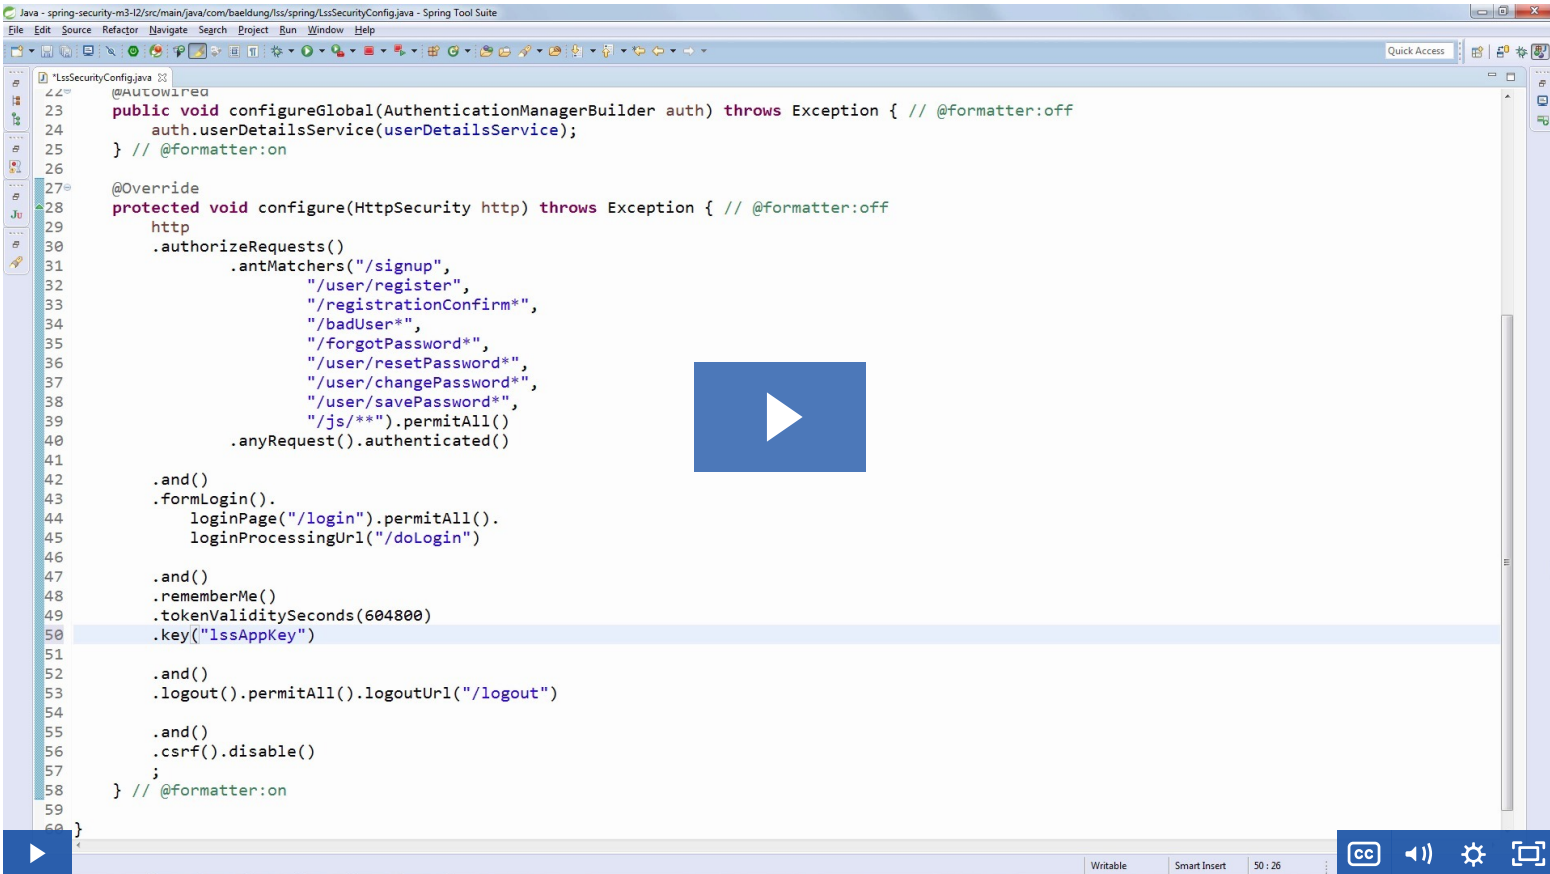 Java - spring-security-m3-l2/src/main/java/com/baeldung/lss/spring/LssSecurityConfig.java - Spring Tool Suite
File Edit Source Refactor Navigate Search Project Run Window Help
Quick Access
*LssSecurityConfig.java
22 @Autowired
23 public void configureGlobal(AuthenticationManagerBuilder auth) throws Exception { // @formatter:off
24 auth.userDetailsService(userDetailsService);
25 } // @formatter:on
26
27 @Override
28 protected void configure(HttpSecurity http) throws Exception { // @formatter:off
29 http
30 .authorizeRequests()
31 .antMatchers("/signup",
32 "/user/register",
33 "/registrationConfirm*",
34 "/badUser*",
35 "/forgotPassword*",
36 "/user/resetPassword*",
37 "/user/changePassword*",
38 "/user/savePassword*",
39 "/js/**").permitAll()
40 .anyRequest().authenticated()
41
42 .and()
43 .formLogin().
44 loginPage("/login").permitAll().
45 loginProcessingUrl("/doLogin")
46
47 .and()
48 .rememberMe()
49 .tokenValiditySeconds(604800)
50 .key("lssAppKey")
51
52 .and()
53 .logout().permitAll().logoutUrl("/logout")
54
55 .and()
56 .csrf().disable()
57 ;
58 } // @formatter:on
59
60 }
Writable Smart Insert 50 : 26
CC